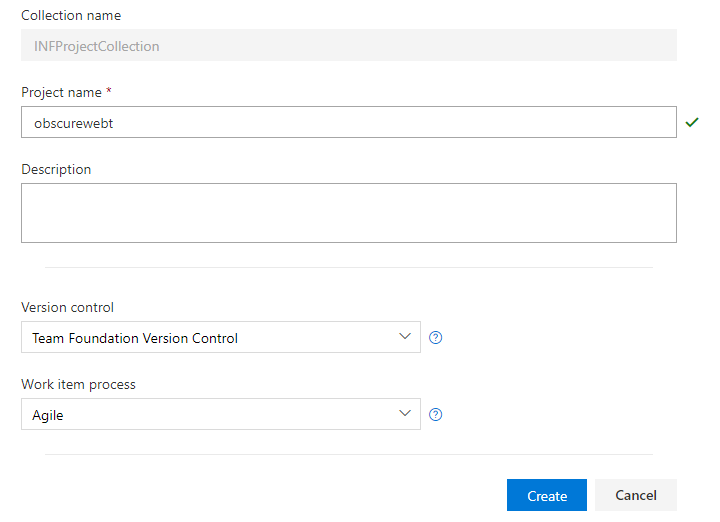 Collection name
INFProjectCollection
Project name *
obscurewebt
Description
Version control
Team Foundation Version Control
Work item process
Agile
Create Cancel